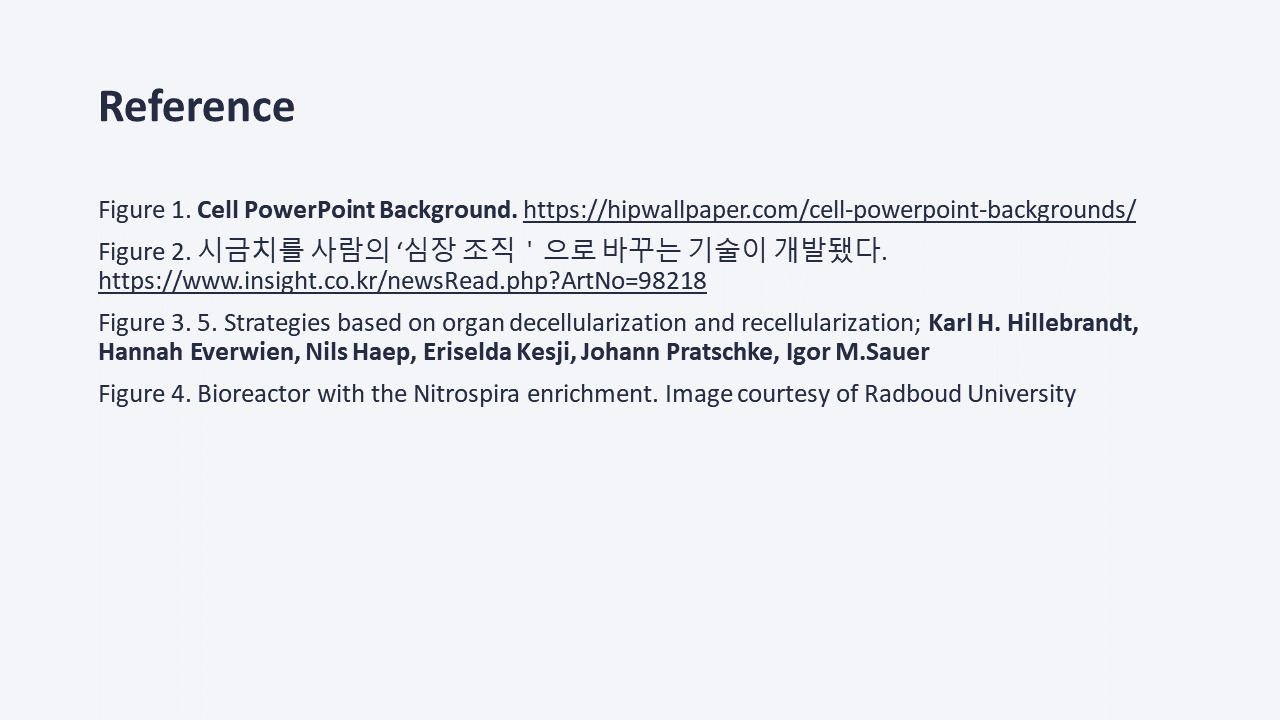 Reference
Figure 1. Cell PowerPoint Background. https://hipwallpaper.com/cell-powerpoint-backgrounds/
Figure 2. 시금치를 사람의 ‘심장 조직 ' 으로 바꾸는 기술이 개발됐다.
https://www.insight.co.kr/newsRead.php?ArtNo=98218
Figure 3. 5. Strategies based on organ decellularization and recellularization; Karl H. Hillebrandt,
Hannah Everwien, Nils Haep, Eriselda Kesji, Johann Pratschke, Igor M.Sauer
Figure 4. Bioreactor with the Nitrospira enrichment. Image courtesy of Radboud University